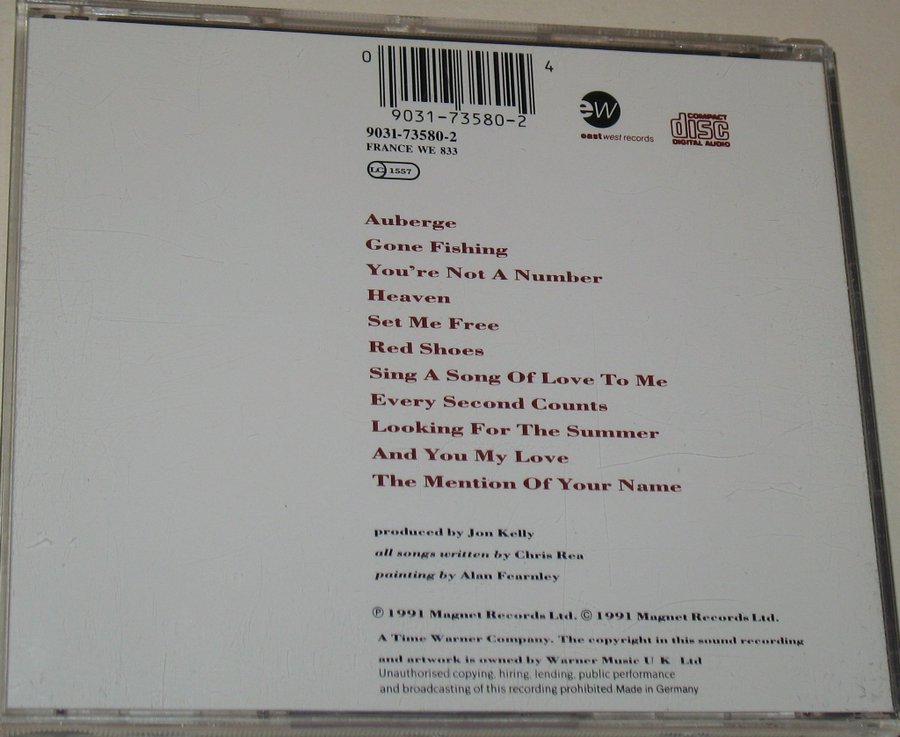 0 4
9031-73580-2
9031-73580-2
FRANCE WE 833
LC 1557
ew
eastwest records
COMPACT
disc
DIGITAL AUDIO
Auberge
Gone Fishing
You're Not A Number
Heaven
Set Me Free
Red Shoes
Sing A Song Of Love To Me
Every Second Counts
Looking For The Summer
And You My Love
The Mention Of Your Name
produced by Jon Kelly
all songs written by Chris Rea
painting by Alan Fearnley
℗ 1991 Magnet Records Ltd. © 1991 Magnet Records Ltd.
A Time Warner Company. The copyright in this sound recording
and artwork is owned by Warner Music U K Ltd
Unauthorised copying, hiring, lending, public performance
and broadcasting of this recording prohibited Made in Germany